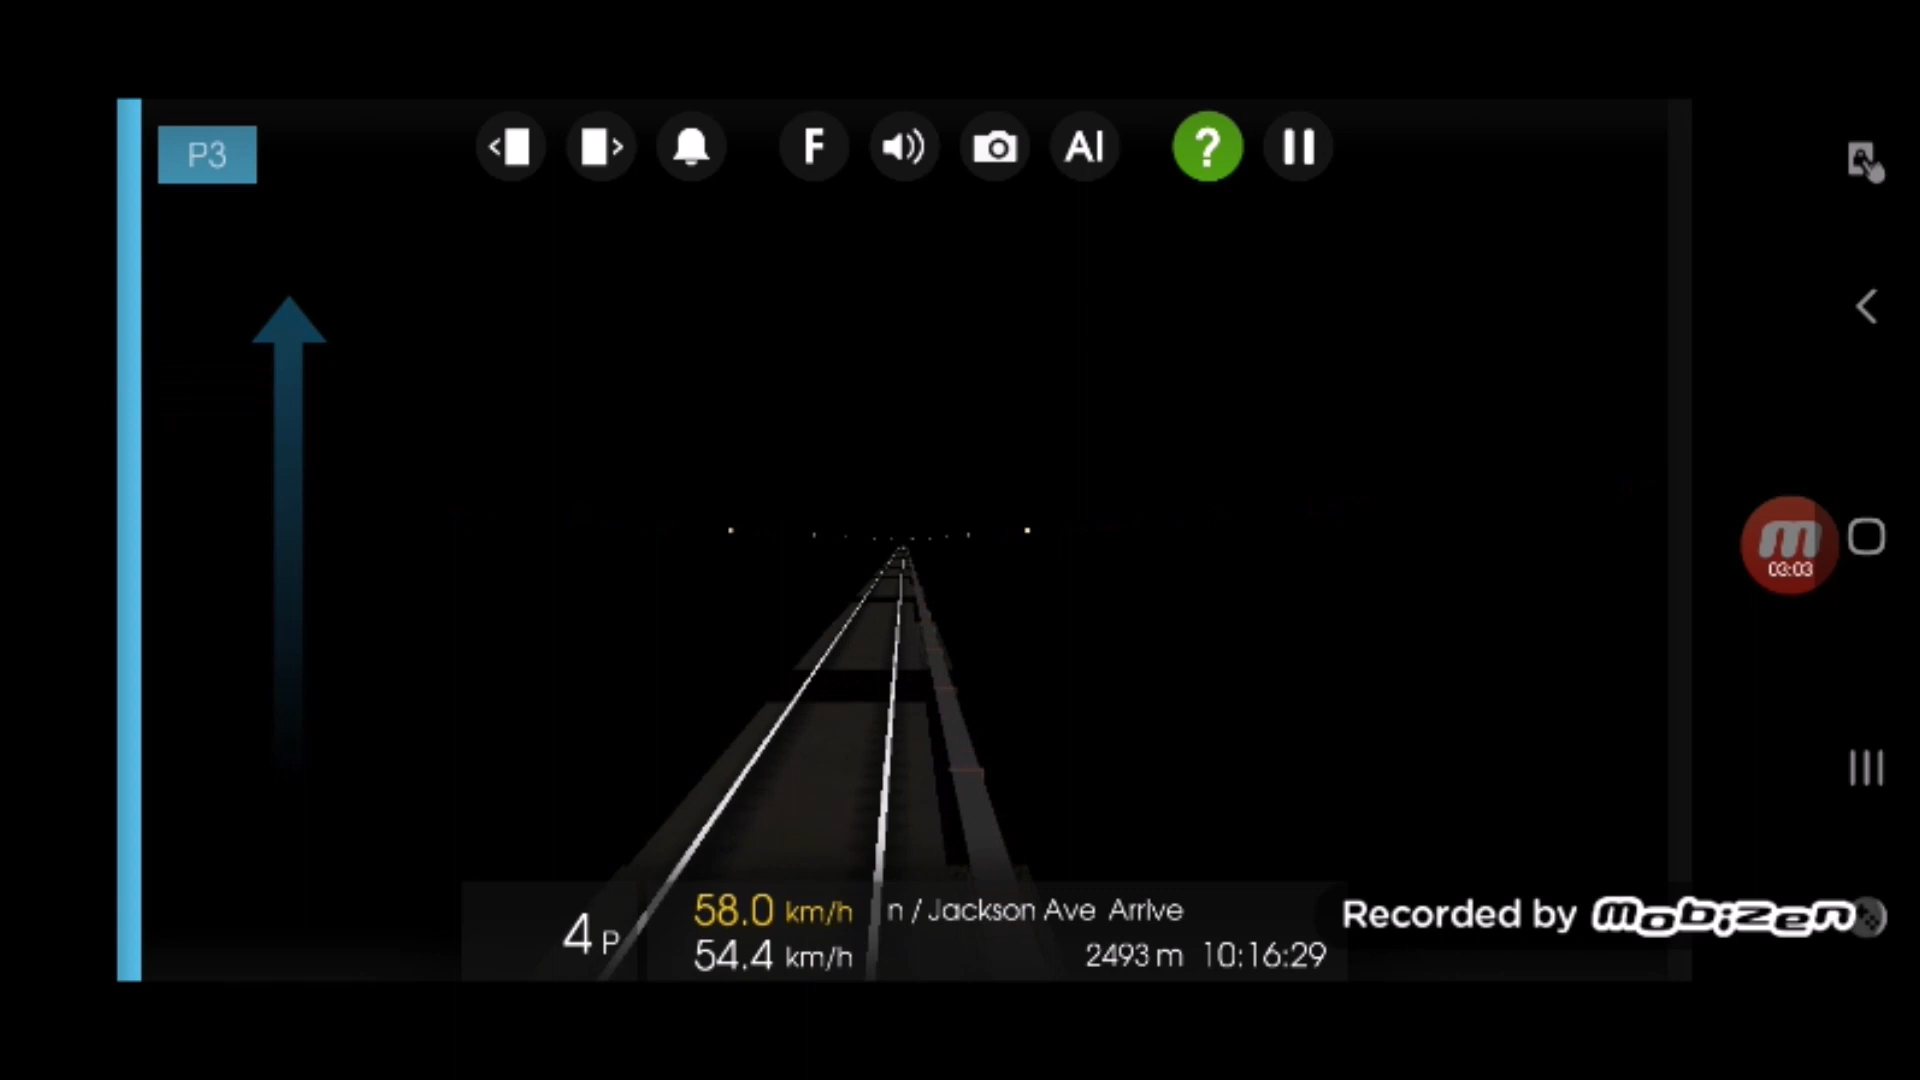 P3
F
AI
?
m
03:03
4 P
58.0 km/h
n / Jackson Ave Arrive
54.4 km/h
2493 m 10:16:29
Recorded by mobizen